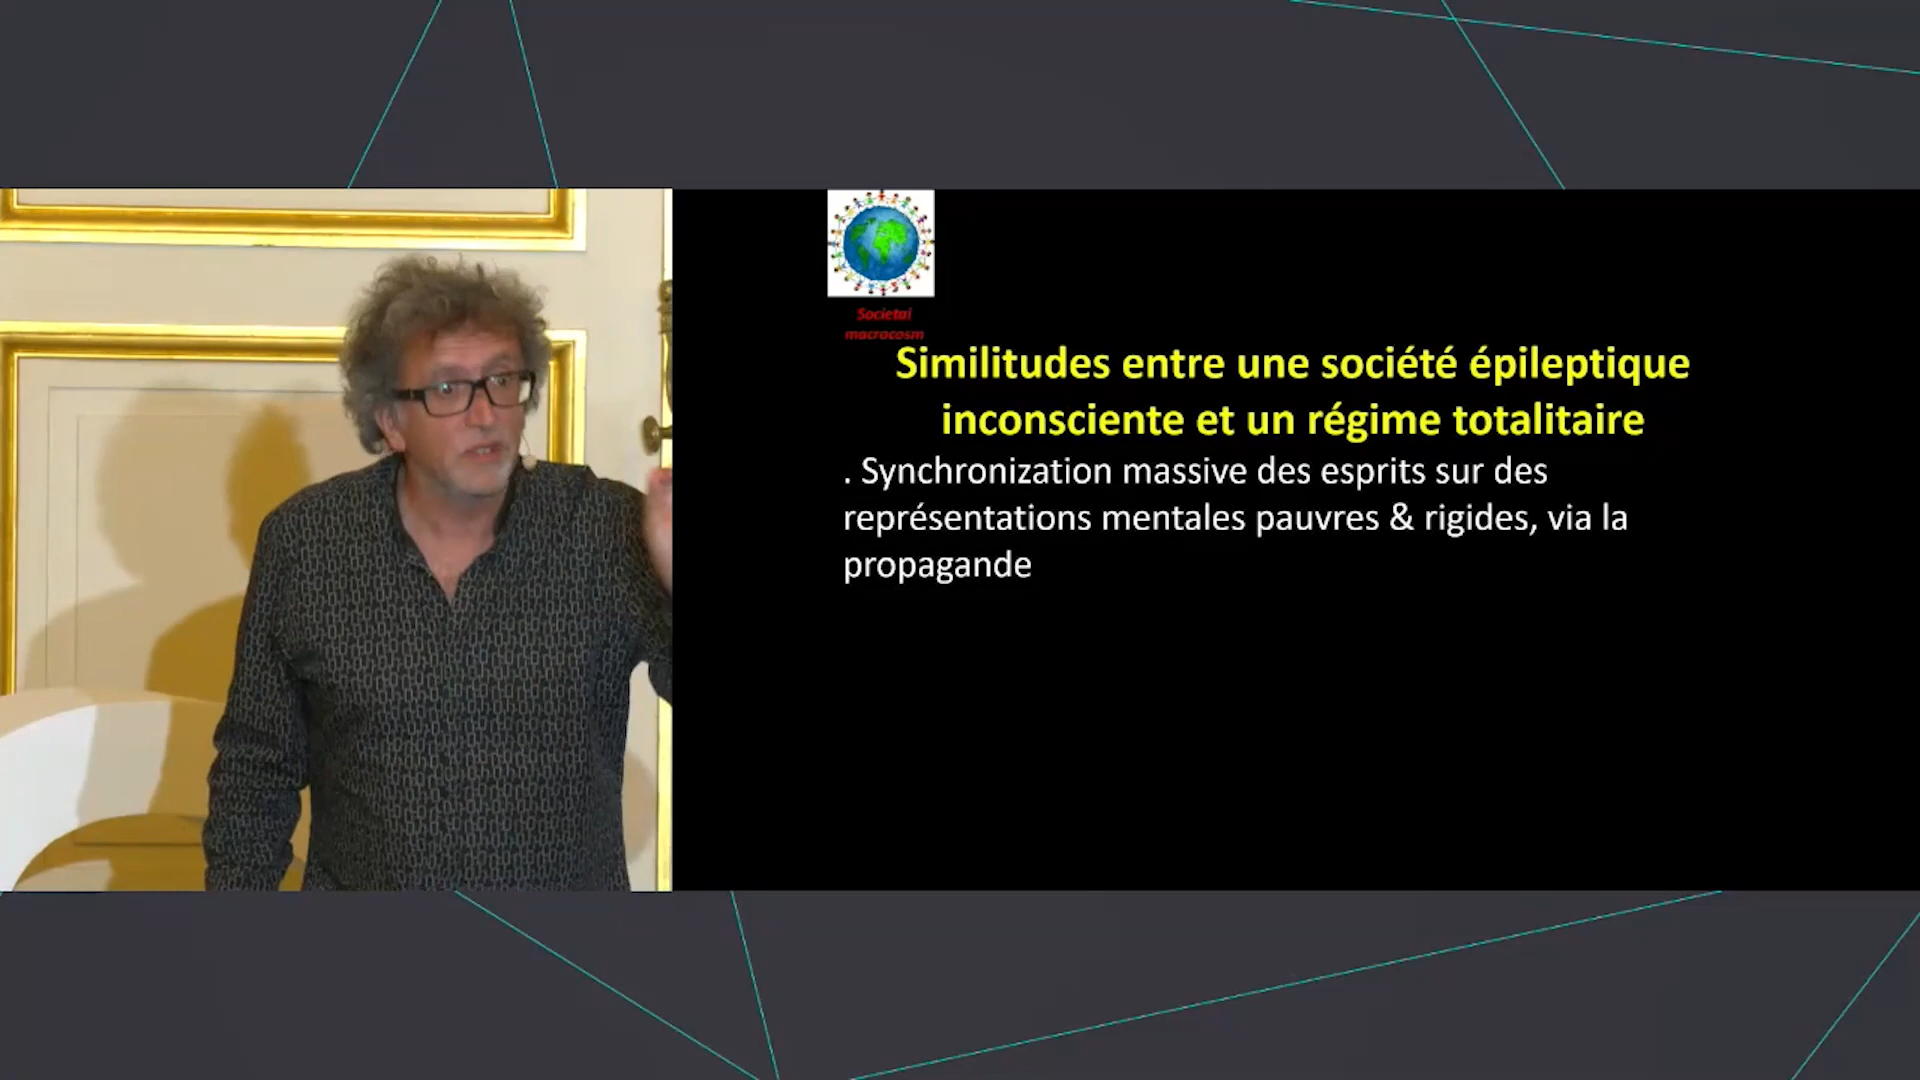 Societal
macrocosm
Similitudes entre une société épileptique
inconsciente et un régime totalitaire
. Synchronization massive des esprits sur des
représentations mentales pauvres & rigides, via la
propagande